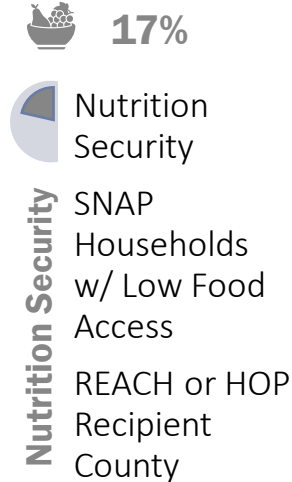 17%
Nutrition
Security
Nutrition Security
SNAP
Households
w/ Low Food
Access
REACH or HOP
Recipient
County